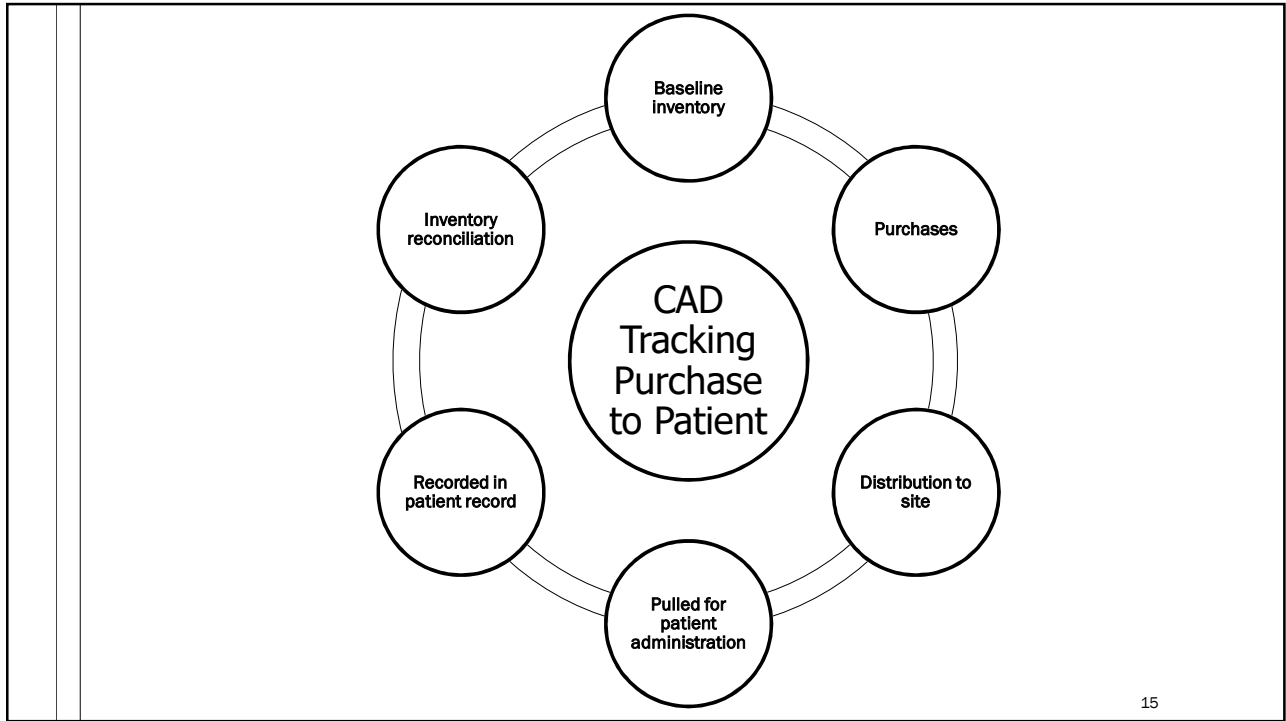 Baseline
inventory
Purchases
Distribution to
site
Pulled for
patient
administration
Recorded in
patient record
Inventory
reconciliation
CAD
Tracking
Purchase
to Patient
15